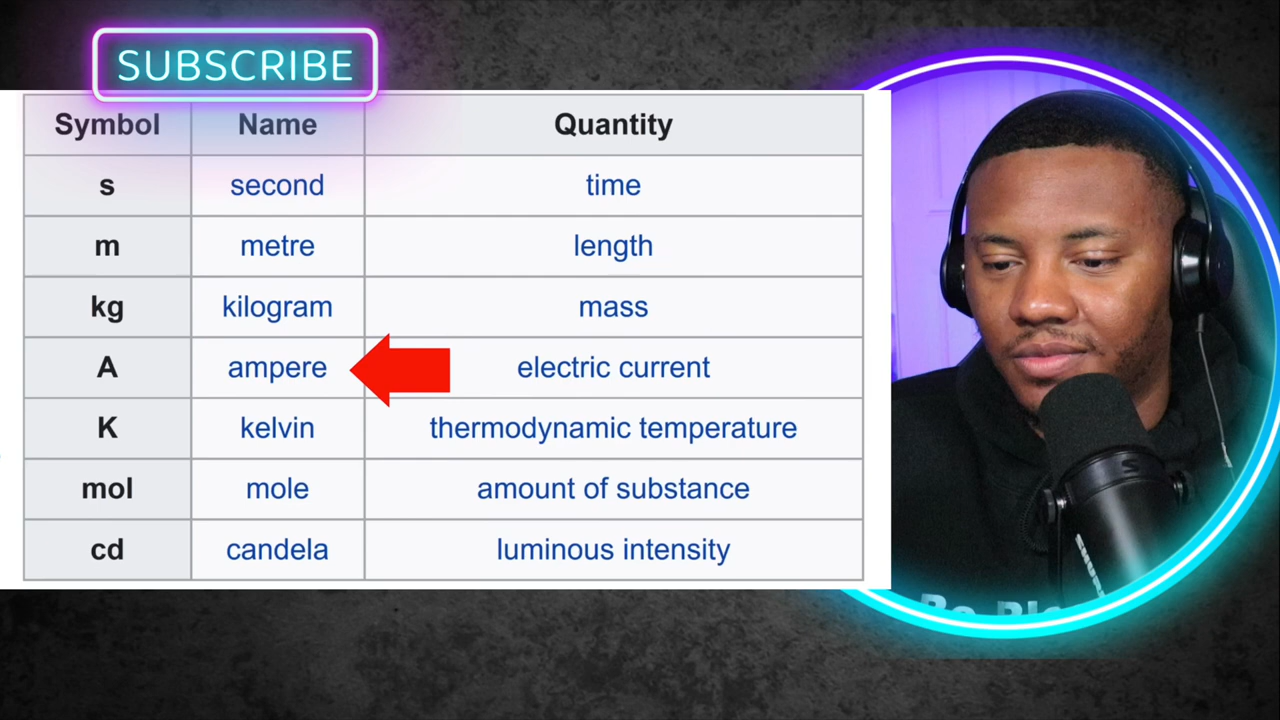 SUBSCRIBE
Symbol Name Quantity
s second time
m metre length
kg kilogram mass
A ampere electric current
K kelvin thermodynamic temperature
mol mole amount of substance
cd candela luminous intensity